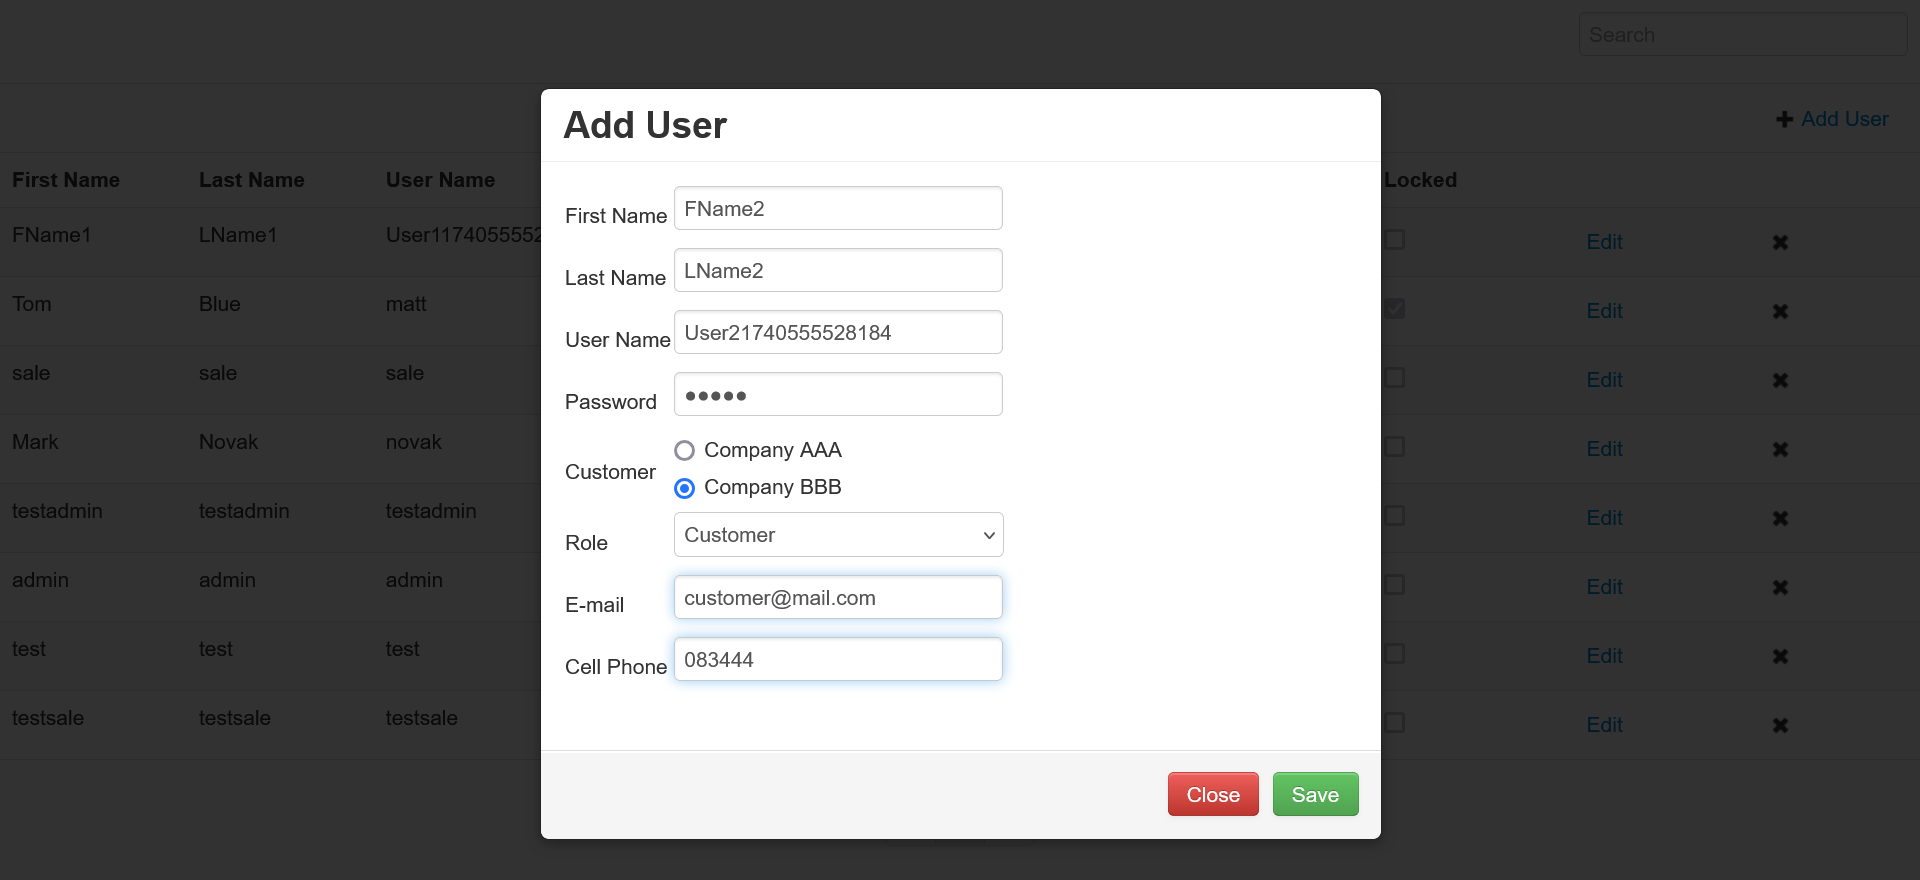 Search
Add User
Add User
First Name Last Name User Name Locked
First Name FName2
FName1 LName1 User1174055552 Edit
Last Name LName2
Tom Blue matt Edit
User Name User21740555528184
sale sale sale Edit
Password •••••
Mark Novak novak Edit
Company AAA
Customer
Company BBB
testadmin testadmin testadmin Edit
Role Customer
admin admin admin Edit
E-mail customer@mail.com
test test test Edit
Cell Phone 083444
testsale testsale testsale Edit
Close Save